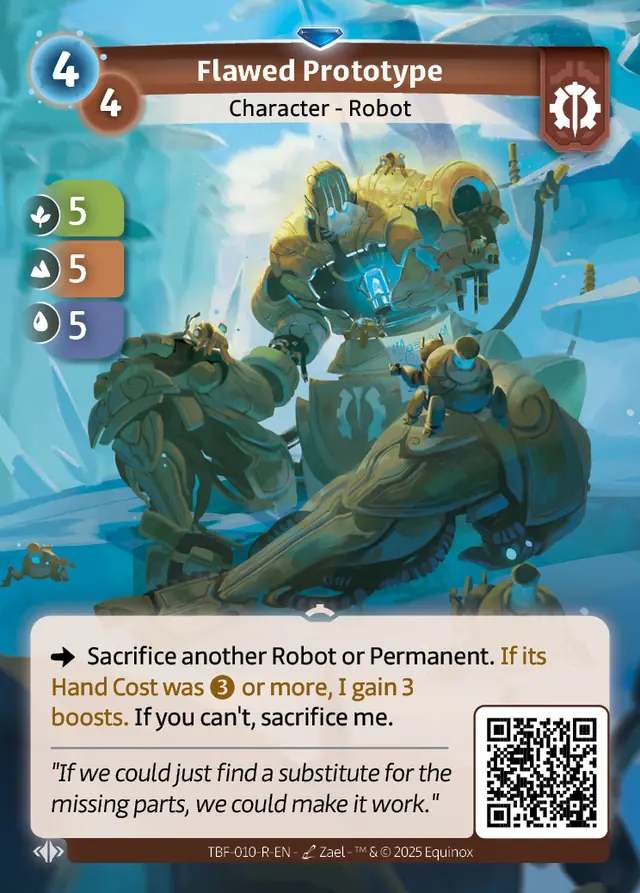 4
4
Flawed Prototype
Character - Robot
5
5
5
Sacrifice another Robot or Permanent. If its
Hand Cost was 3 or more, I gain 3
boosts. If you can't, sacrifice me.
"If we could just find a substitute for the
missing parts, we could make it work."
TBF-010-R-EN - Zael - ™ & © 2025 Equinox